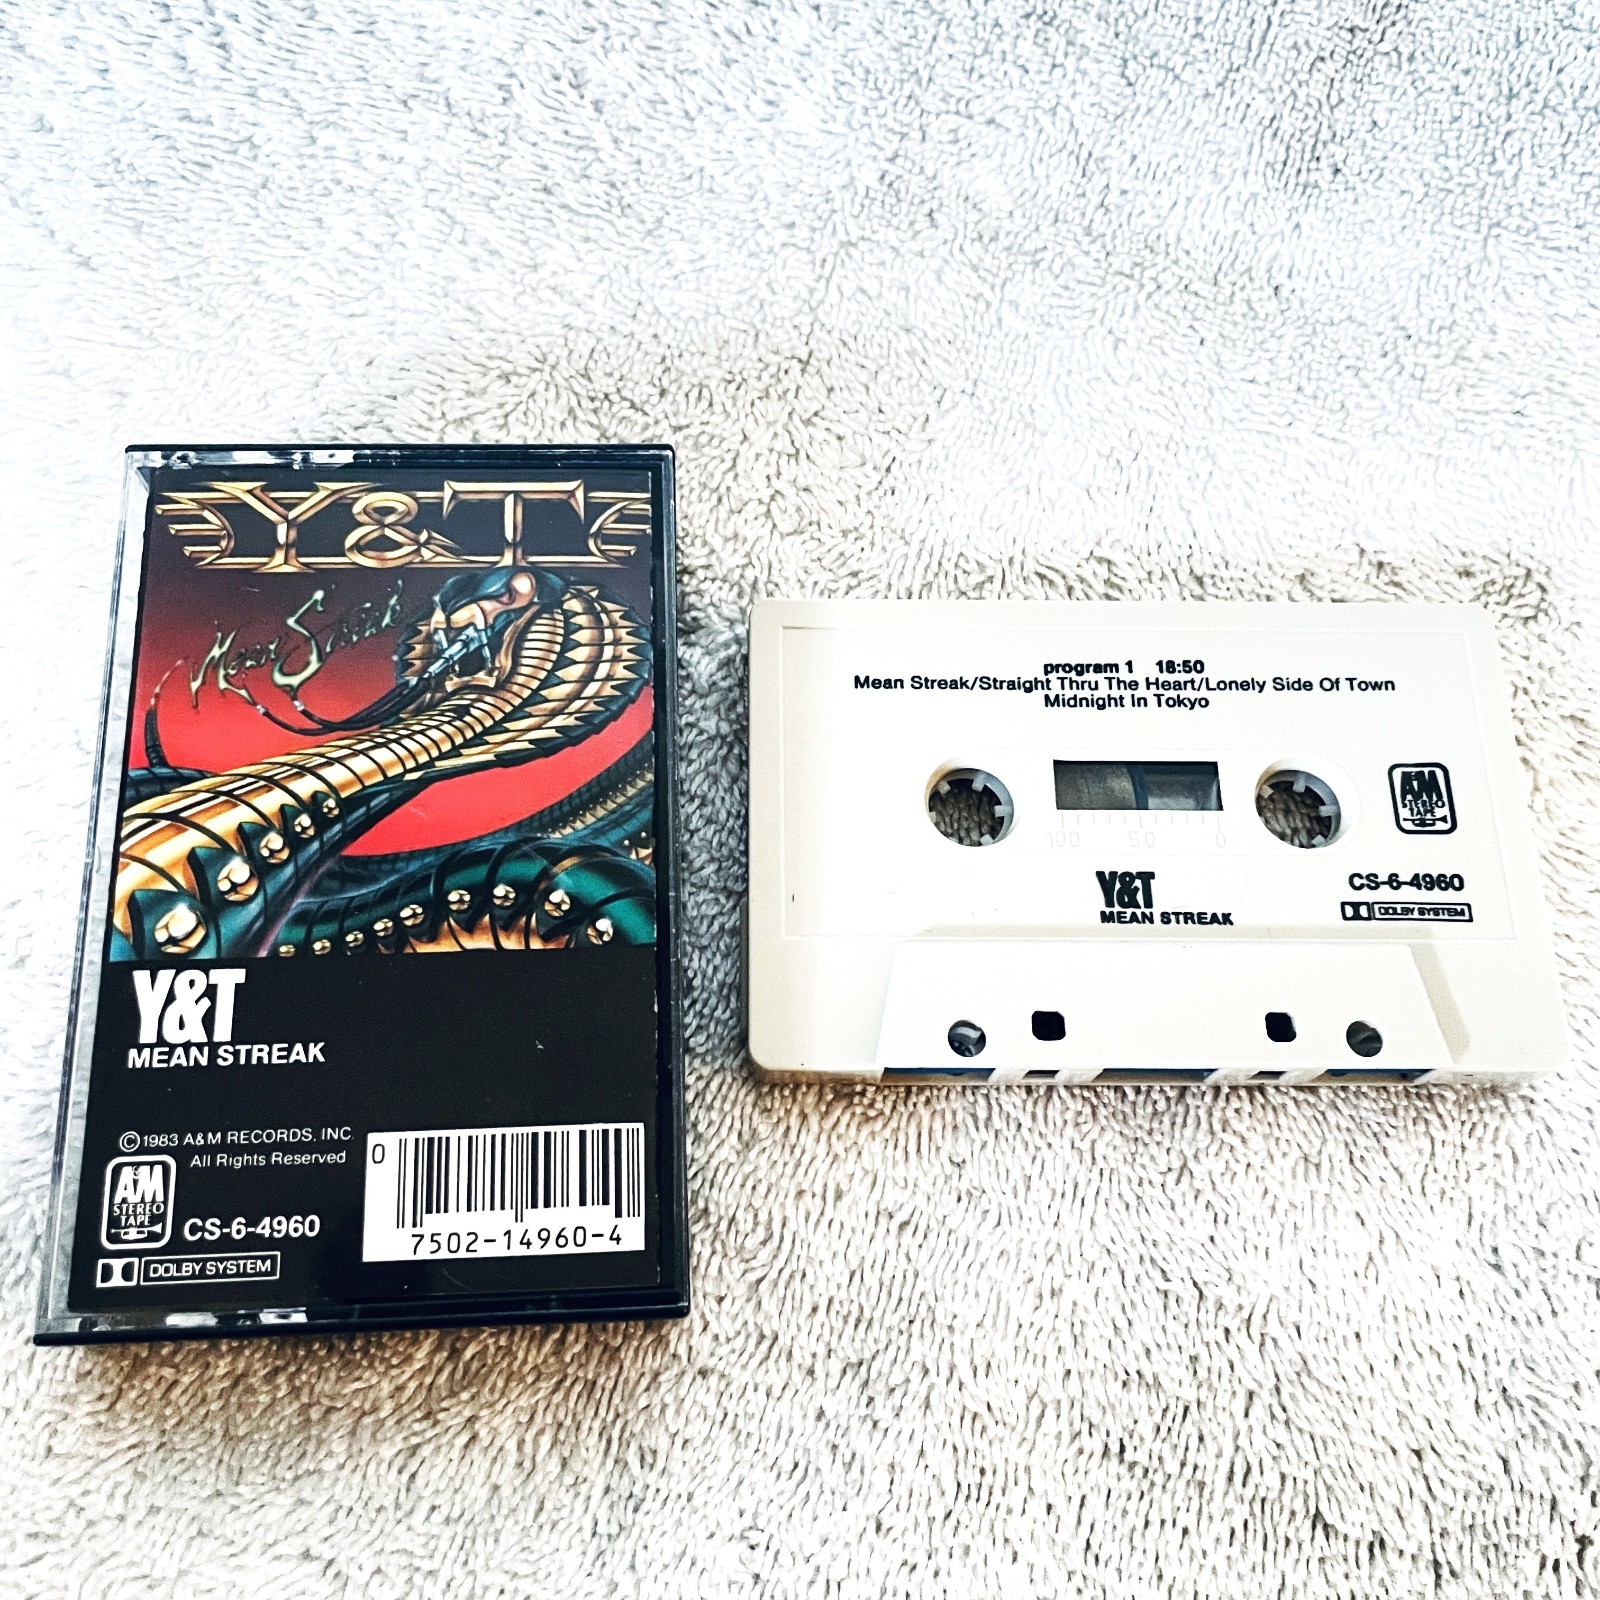 Y&T
Mean Streak
Y&T
MEAN STREAK
©1983 A&M RECORDS, INC.
All Rights Reserved
A&M
STEREO
TAPE
CS-6-4960
DOLBY SYSTEM
0
7502-14960-4
program 1 18:50
Mean Streak/Straight Thru The Heart/Lonely Side Of Town
Midnight In Tokyo
100 50 0
A&M
STEREO
TAPE
Y&T
MEAN STREAK
CS-6-4960
DOLBY SYSTEM